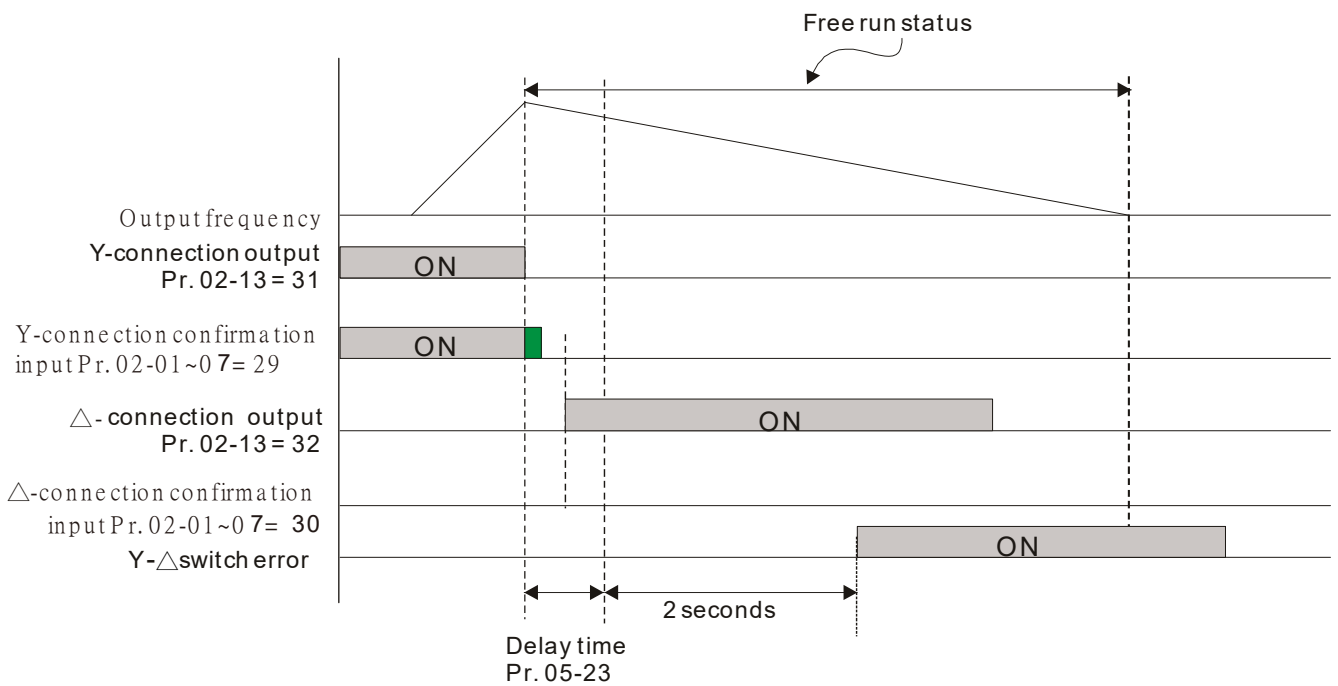 Free run status
Output frequency
Y-connection output
Pr. 02-13 = 31
ON
Y-connection confirmation
input Pr. 02-01~07= 29
ON
△- connection output
Pr. 02-13 = 32
ON
△-connection confirmation
input Pr. 02-01~07= 30
Y-△switch error
ON
2 seconds
Delay time
Pr. 05-23